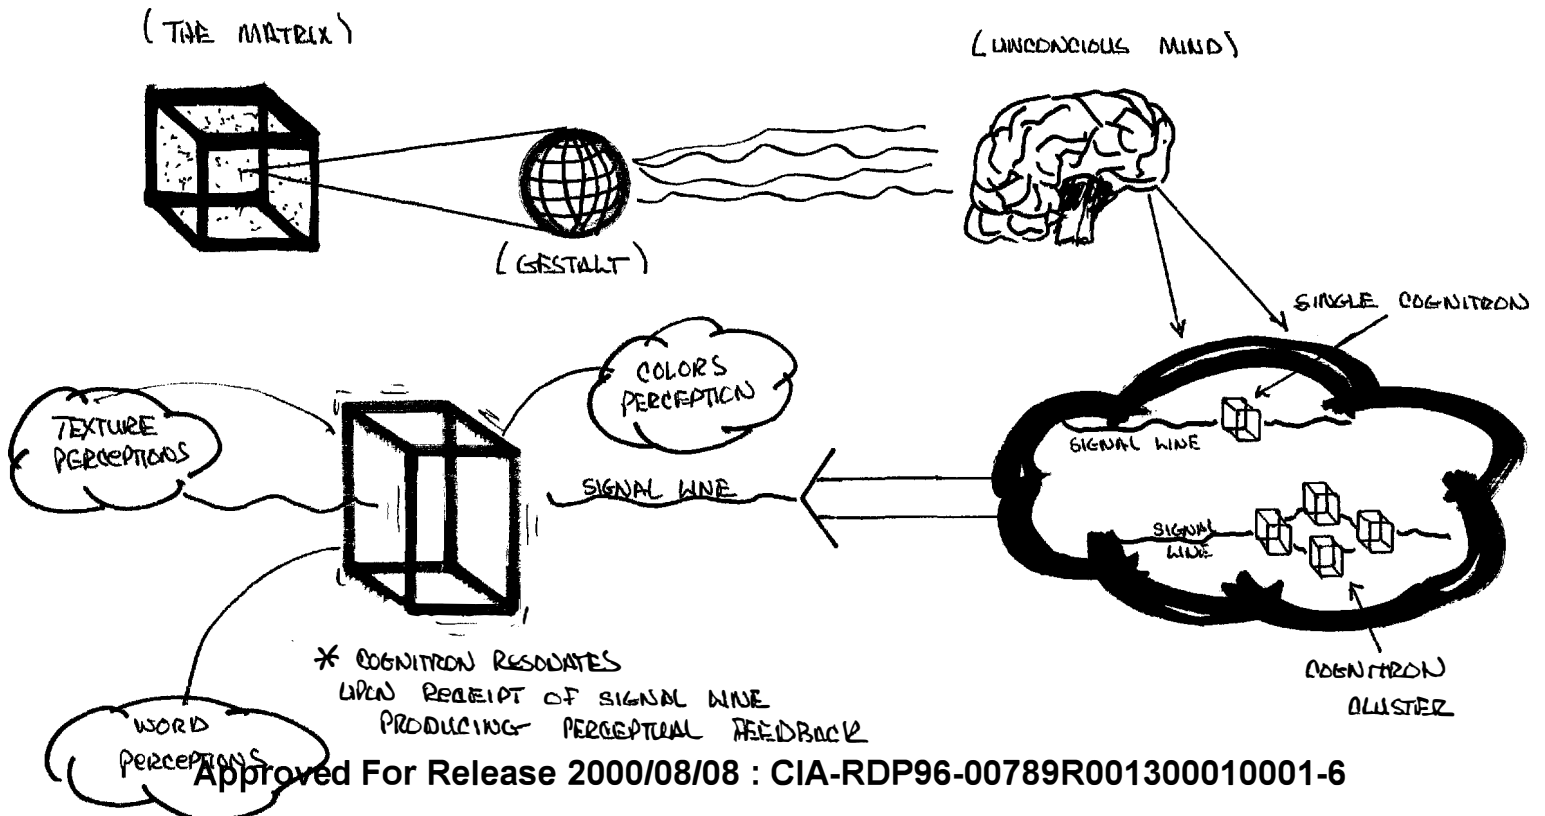 (THE MATRIX)
(UNCONCIOUS MIND)
(GESTALT)
SINGLE COGNITRON
COLORS
PERCEPTION
TEXTURE
PERCEPTIONS
SIGNAL LINE
SIGNAL LINE
SIGNAL
LINE
COGNITRON
CLUSTER
* COGNITRON RESONATES
UPON RECEIPT OF SIGNAL LINE
PRODUCING PERCEPTUAL FEEDBACK
WORD
PERCEPTIONS
Approved For Release 2000/08/08 : CIA-RDP96-00789R001300010001-6